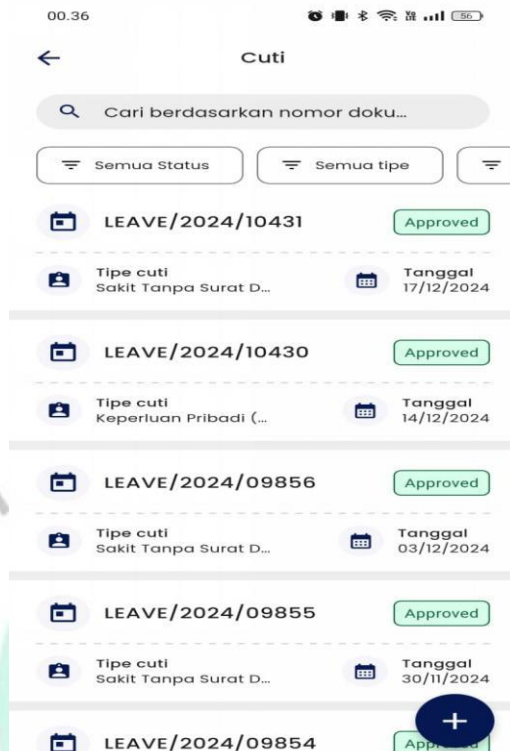 00.36
56
Cuti
Cari berdasarkan nomor doku...
Semua Status
Semua tipe
LEAVE/2024/10431
Approved
Tipe cuti
Tanggal
Sakit Tanpa Surat D...
17/12/2024
LEAVE/2024/10430
Approved
Tipe cuti
Tanggal
Keperluan Pribadi (...
14/12/2024
LEAVE/2024/09856
Approved
Tipe cuti
Tanggal
Sakit Tanpa Surat D...
03/12/2024
LEAVE/2024/09855
Approved
Tipe cuti
Tanggal
Sakit Tanpa Surat D...
30/11/2024
LEAVE/2024/09854